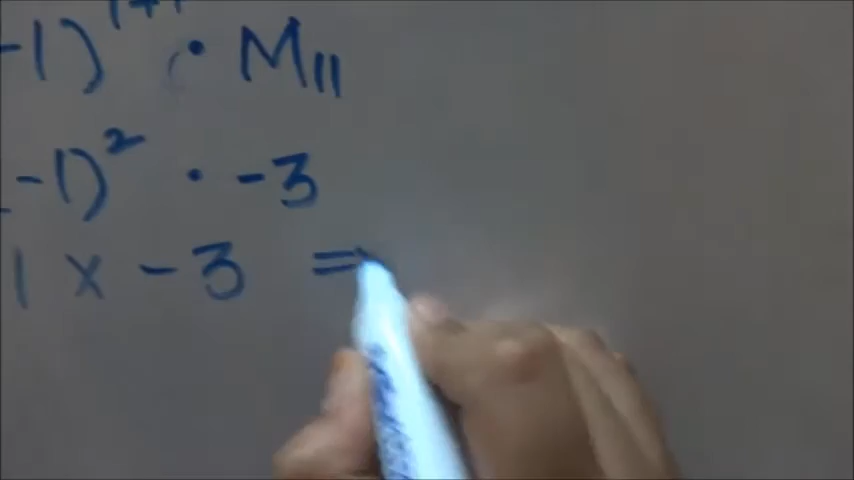 -1)¹⁺¹ · M₁₁
-1)² · -3
1 x -3 =